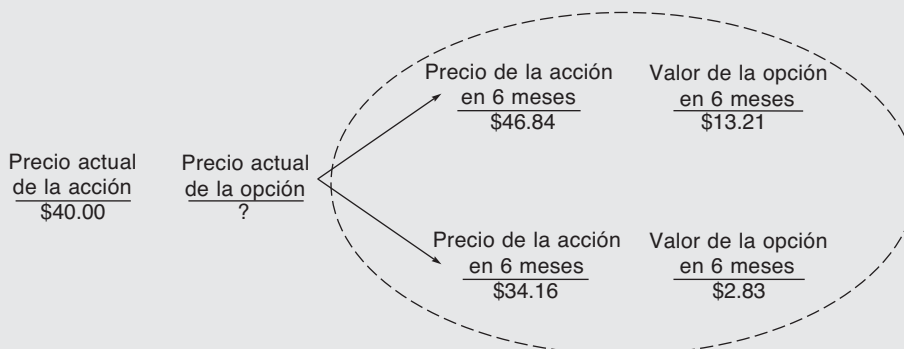 Precio de la acción
en 6 meses
$46.84
Valor de la opción
en 6 meses
$13.21
Precio actual
de la acción
$40.00
Precio actual
de la opción
?
Precio de la acción
en 6 meses
$34.16
Valor de la opción
en 6 meses
$2.83